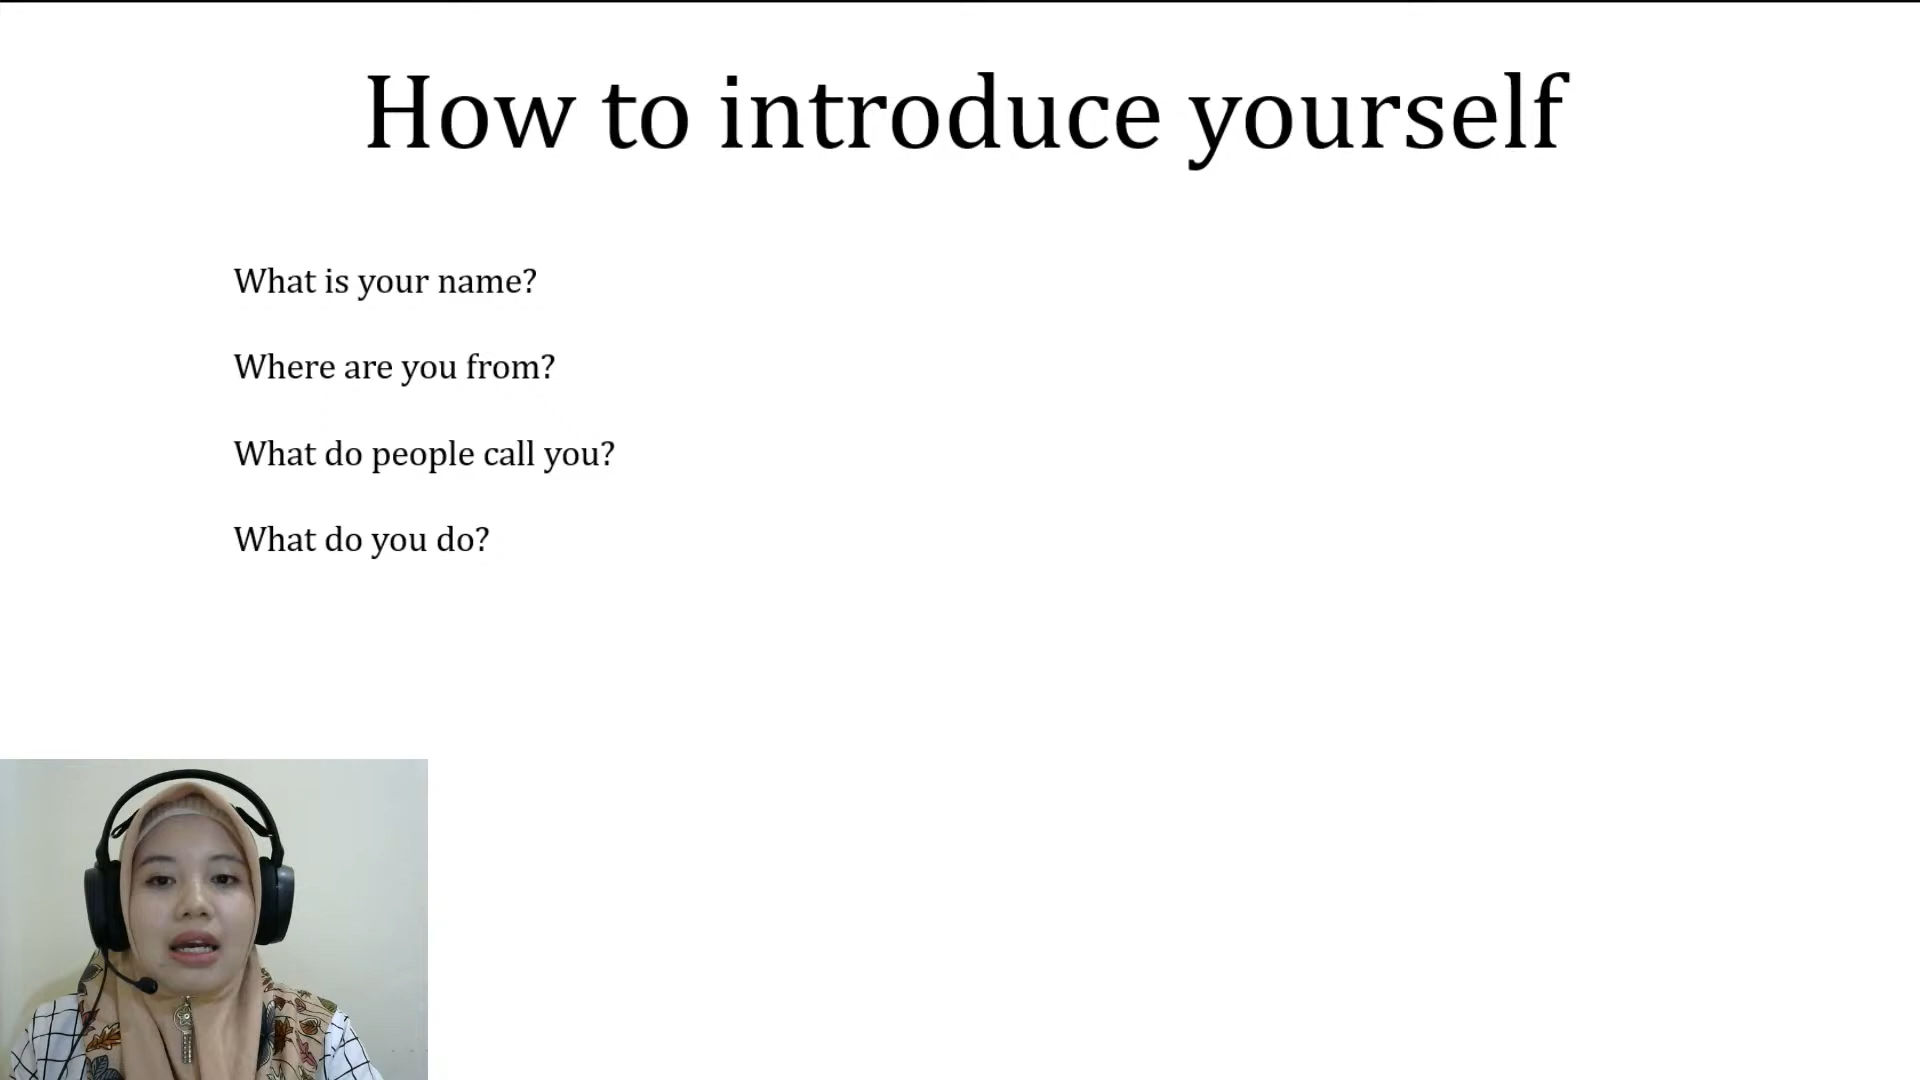 How to introduce yourself
What is your name?
Where are you from?
What do people call you?
What do you do?